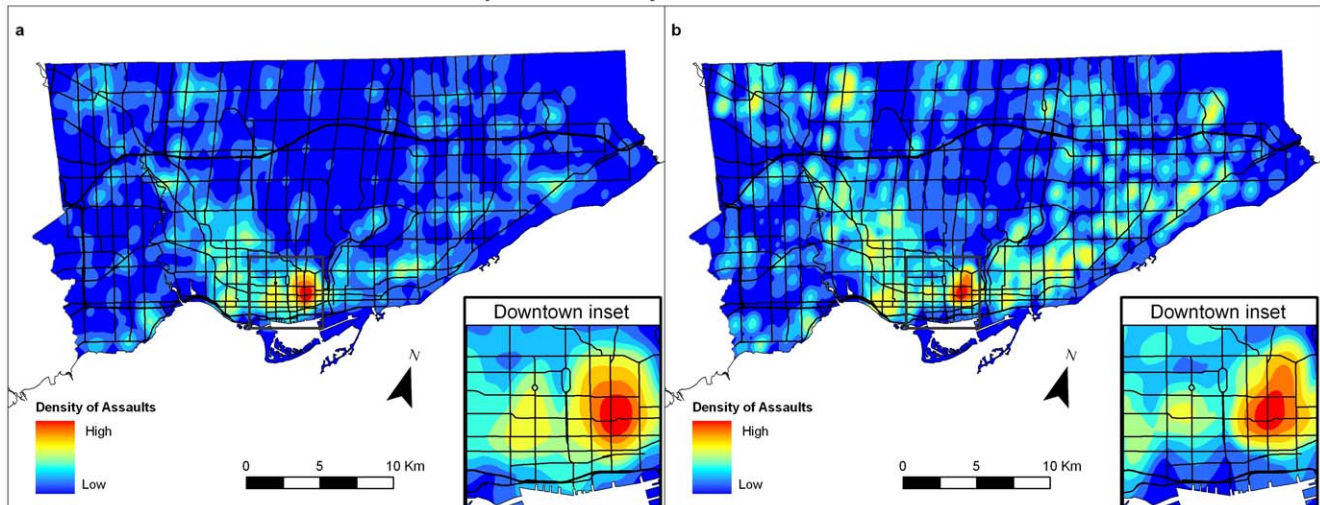 a
Downtown inset
N
Density of Assaults
High
Low
0 5 10 Km
b
Downtown inset
N
Density of Assaults
High
Low
0 5 10 Km